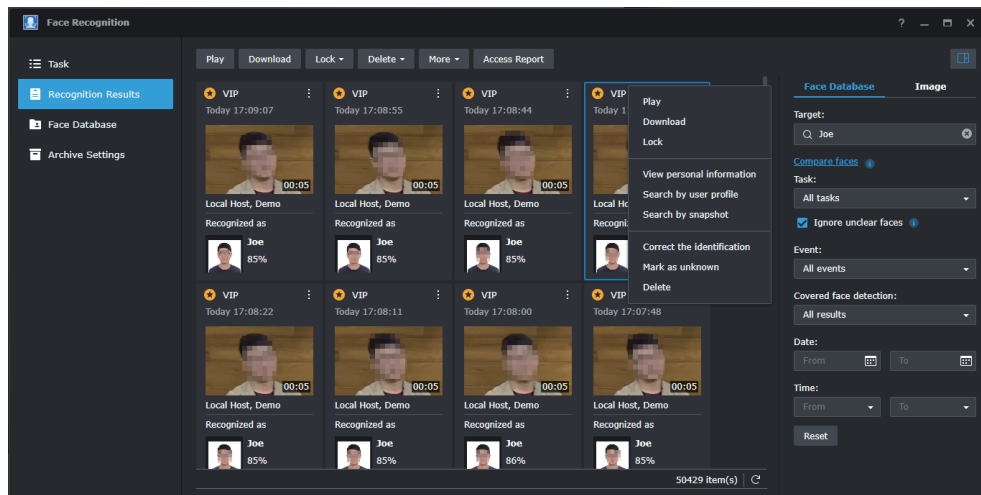 Face Recognition
?
Task
Recognition Results
Face Database
Archive Settings
Play Download Lock Delete More Access Report
VIP
Today 17:09:07
00:05
Local Host, Demo
Recognized as
Joe
85%
VIP
Today 17:08:55
00:05
Local Host, Demo
Recognized as
Joe
85%
VIP
Today 17:08:44
00:05
Local Host, Demo
Recognized as
Joe
85%
VIP
Today
Play
Download
Lock
View personal information
Search by user profile
Search by snapshot
Correct the identification
Mark as unknown
Delete
VIP
Today 17:08:22
00:05
Local Host, Demo
Recognized as
Joe
85%
VIP
Today 17:08:11
00:05
Local Host, Demo
Recognized as
Joe
85%
VIP
Today 17:08:00
00:05
Local Host, Demo
Recognized as
Joe
86%
VIP
Today 17:07:48
00:05
Local Host, Demo
Recognized as
Joe
85%
50429 item(s)
Face Database Image
Target:
Joe
Compare faces
Task:
All tasks
Ignore unclear faces
Event:
All events
Covered face detection:
All results
Date:
From To
Time:
From To
Reset